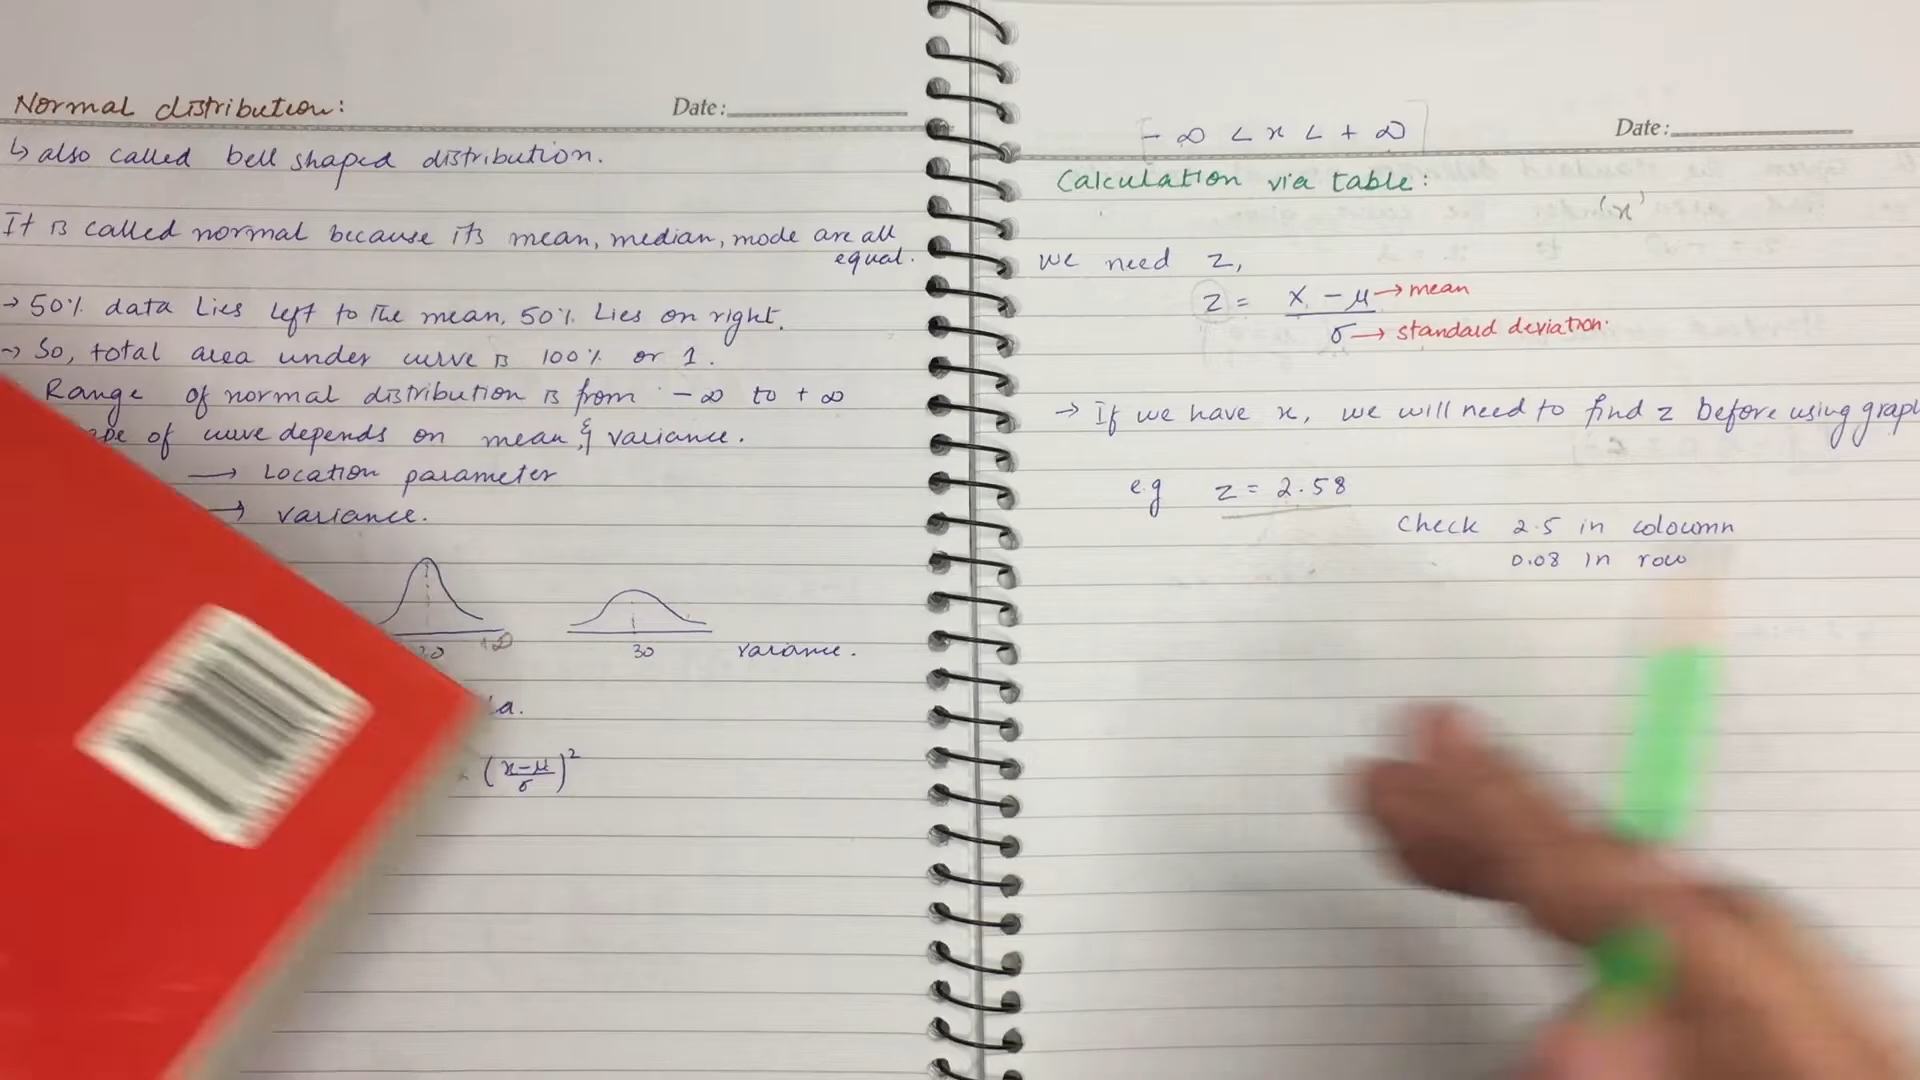 Normal distribution:
Date:
↳ also called bell shaped distribution.
It is called normal because its mean, median, mode are all
equal.
→ 50% data lies left to the mean, 50% lies on right.
→ So, total area under curve is 100% or 1.
Range of normal distribution is from -∞ to +∞
of curve depends on mean & variance.
→ Location parameter
→ variance.
+∞
30 variance.
(x-μ/σ)²
-∞ < x < +∞
Date:
Calculation via table:
'x'
we need z,
z = x - μ → mean
σ → standard deviation.
→ If we have x, we will need to find z before using graph
e.g z = 2.58
Check 2.5 in coloumn
0.08 in row